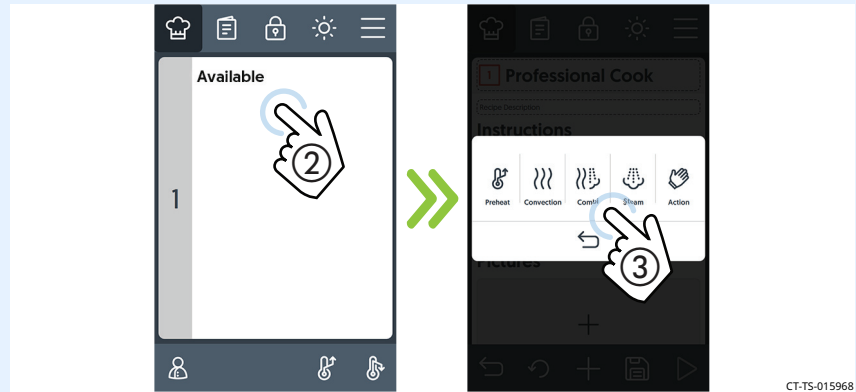 Available
1
2
1 Professional Cook
Recipe Description
Instructions
Preheat Convection Combi Steam Action
3
Pictures
CT-TS-015968